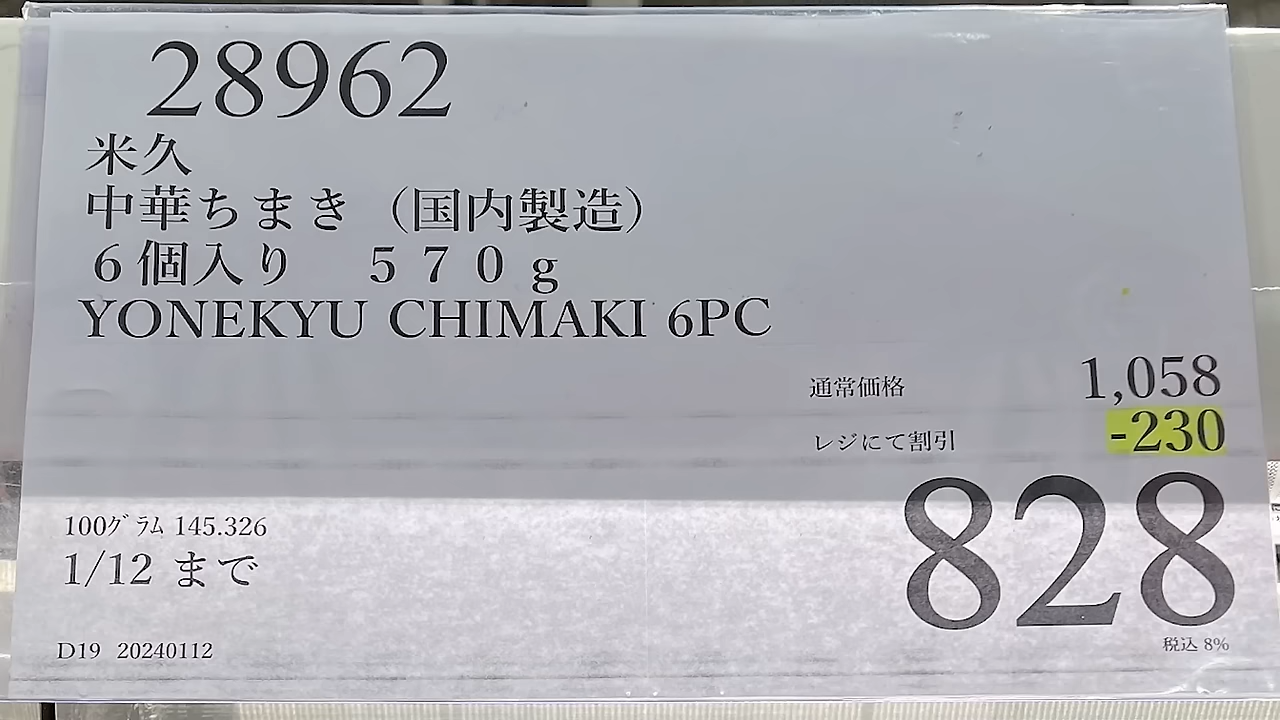 28962
米久
中華ちまき（国内製造）
６個入り　５７０ｇ
YONEKYU CHIMAKI 6PC
通常価格 1,058
レジにて割引 -230
828
税込 8%
100ｸﾞﾗﾑ 145.326
1/12 まで
D19 20240112